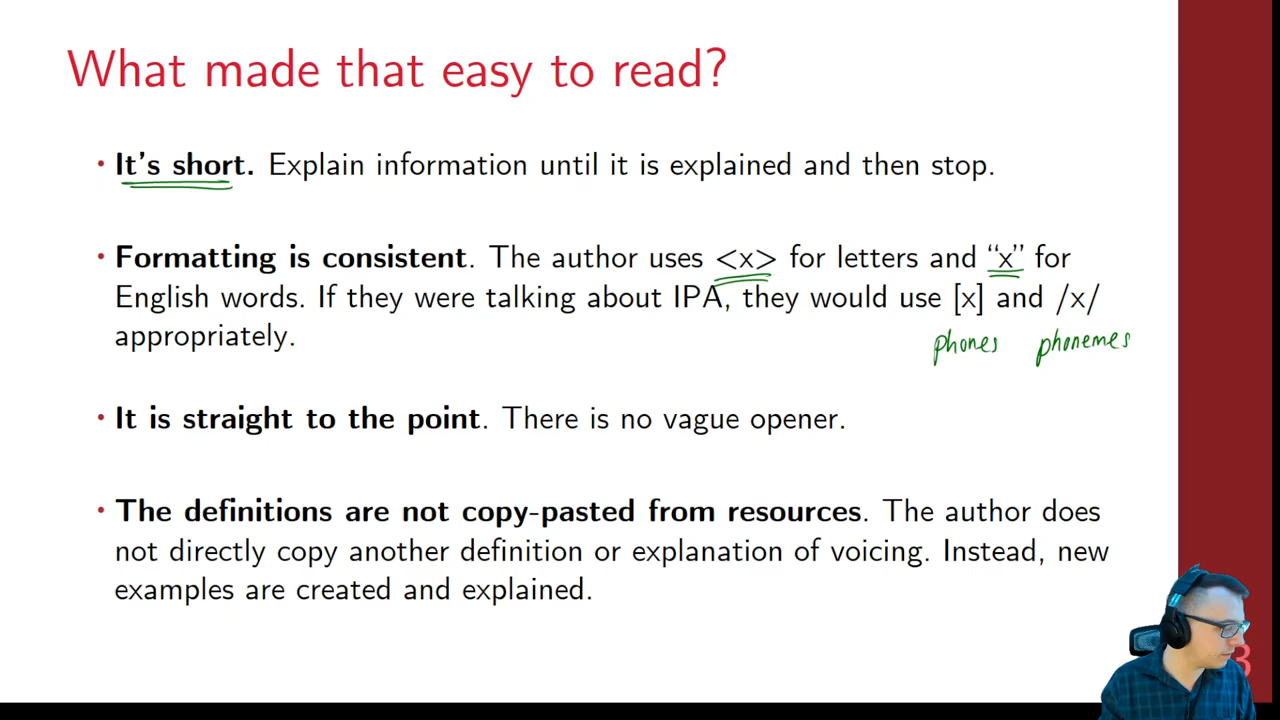 What made that easy to read?
• It's short. Explain information until it is explained and then stop.
• Formatting is consistent. The author uses <x> for letters and “x” for
English words. If they were talking about IPA, they would use [x] and /x/
appropriately.
phones phonemes
• It is straight to the point. There is no vague opener.
• The definitions are not copy-pasted from resources. The author does
not directly copy another definition or explanation of voicing. Instead, new
examples are created and explained.
3